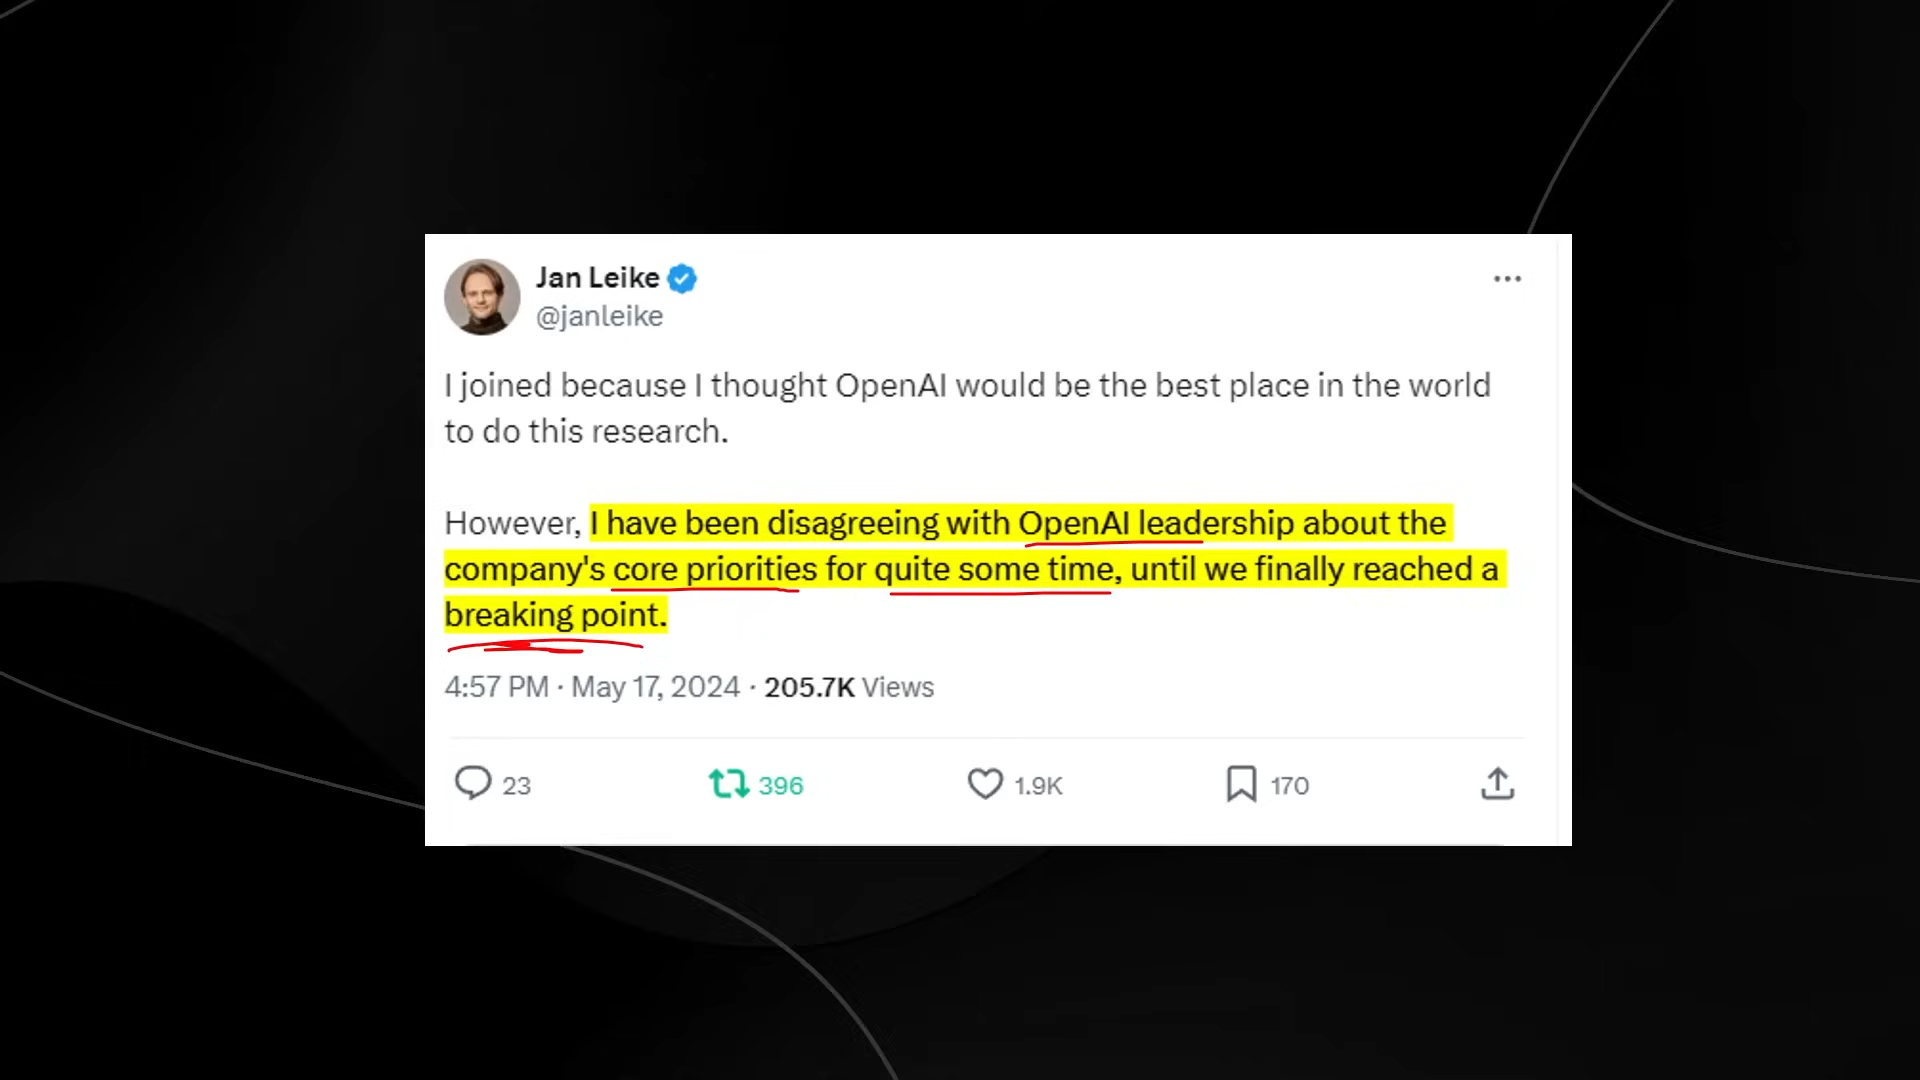 Jan Leike
@janleike
I joined because I thought OpenAI would be the best place in the world
to do this research.
However, I have been disagreeing with OpenAI leadership about the
company's core priorities for quite some time, until we finally reached a
breaking point.
4:57 PM · May 17, 2024 · 205.7K Views
23 396 1.9K 170